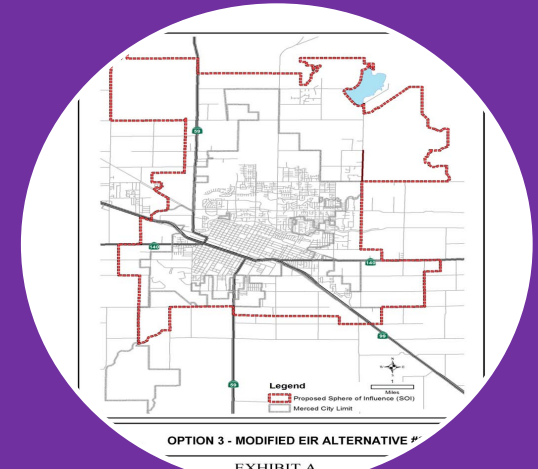 59
140
140
99
59
Legend
Miles
Proposed Sphere of Influence (SOI)
Merced City Limit
OPTION 3 - MODIFIED EIR ALTERNATIVE #
EXHIBIT A